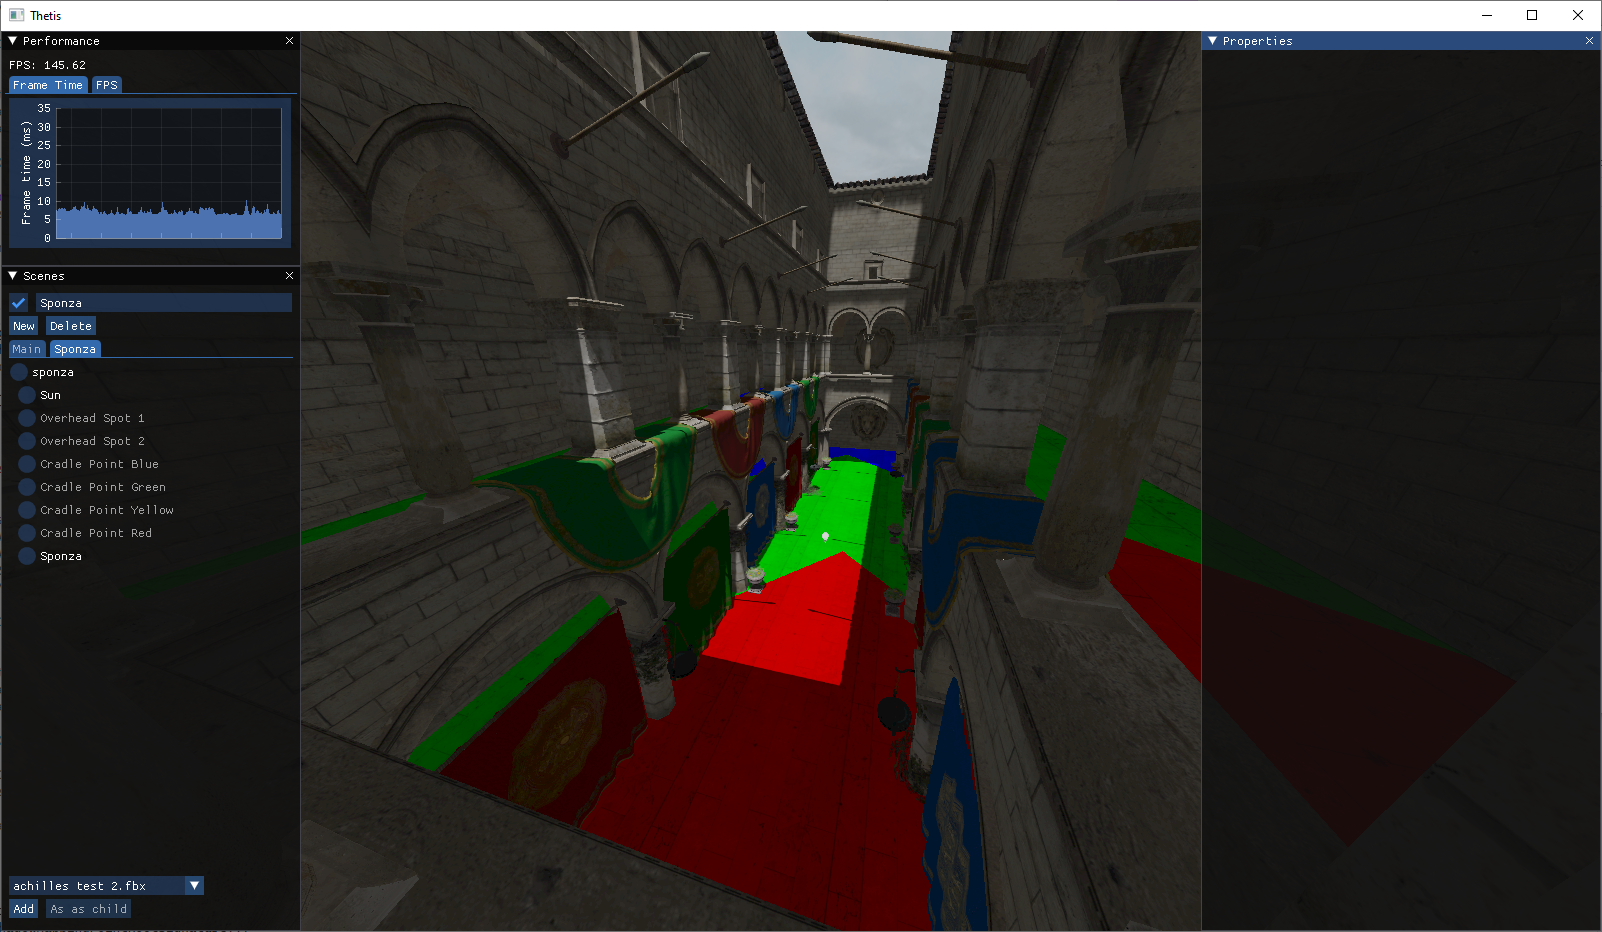 Thetis
Performance
FPS: 145.62
Frame Time FPS
35
30
25
20
15
10
5
0
Frame time (ms)
Scenes
Sponza
New Delete
Main Sponza
sponza
Sun
Overhead Spot 1
Overhead Spot 2
Cradle Point Blue
Cradle Point Green
Cradle Point Yellow
Cradle Point Red
Sponza
achilles test 2.fbx
Add As as child
Properties